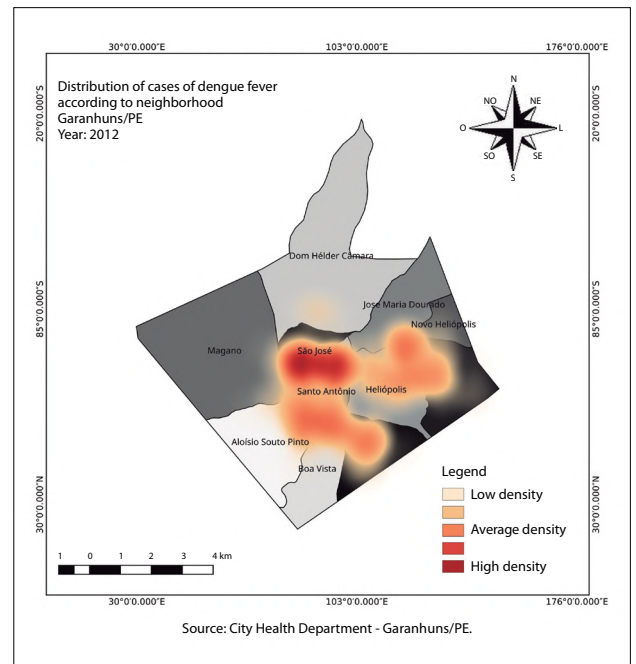 30°0'0.000"E 103°0'0.000"E 176°0'0.000"E
20°0'0.000"S 20°0'0.000"S
Distribution of cases of dengue fever
according to neighborhood
Garanhuns/PE
Year: 2012
N
NO NE
O L
SO SE
S
Dom Hélder Câmara
85°0'0.000"S 85°0'0.000"S
Jose Maria Dourado
Novo Heliópolis
Magano
São José
Santo Antônio
Heliópolis
Aloísio Souto Pinto
Boa Vista
30°0'0.000"N 30°0'0.000"N
Legend
Low density
Average density
High density
1 0 1 2 3 4 km
30°0'0.000"E 103°0'0.000"E 176°0'0.000"E
Source: City Health Department - Garanhuns/PE.